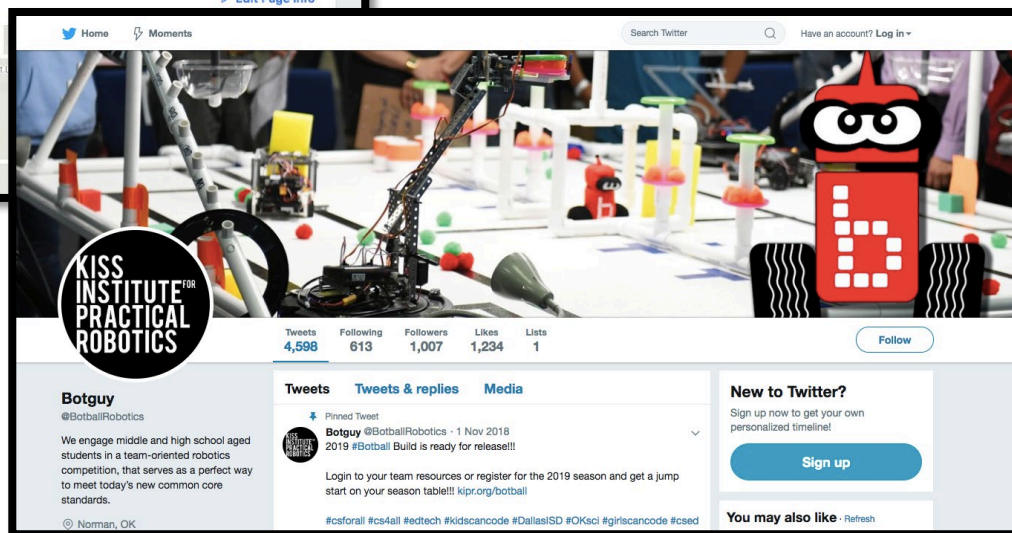 Edit Page Info
Home Moments Search Twitter Have an account? Log in
b
b
KISS
INSTITUTE FOR
PRACTICAL
ROBOTICS
Tweets Following Followers Likes Lists
4,598 613 1,007 1,234 1
Follow
Botguy
@BotballRobotics
We engage middle and high school aged
students in a team-oriented robotics
competition, that serves as a perfect way
to meet today's new common core
standards.
Norman, OK
Tweets Tweets & replies Media
Pinned Tweet
KISS
INSTITUTE FOR
PRACTICAL
ROBOTICS
Botguy @BotballRobotics · 1 Nov 2018
2019 #Botball Build is ready for release!!!
Login to your team resources or register for the 2019 season and get a jump
start on your season table!!! kipr.org/botball
#csforall #cs4all #edtech #kidscancode #DallasISD #OKsci #girlscancode #csed
New to Twitter?
Sign up now to get your own
personalized timeline!
Sign up
You may also like · Refresh